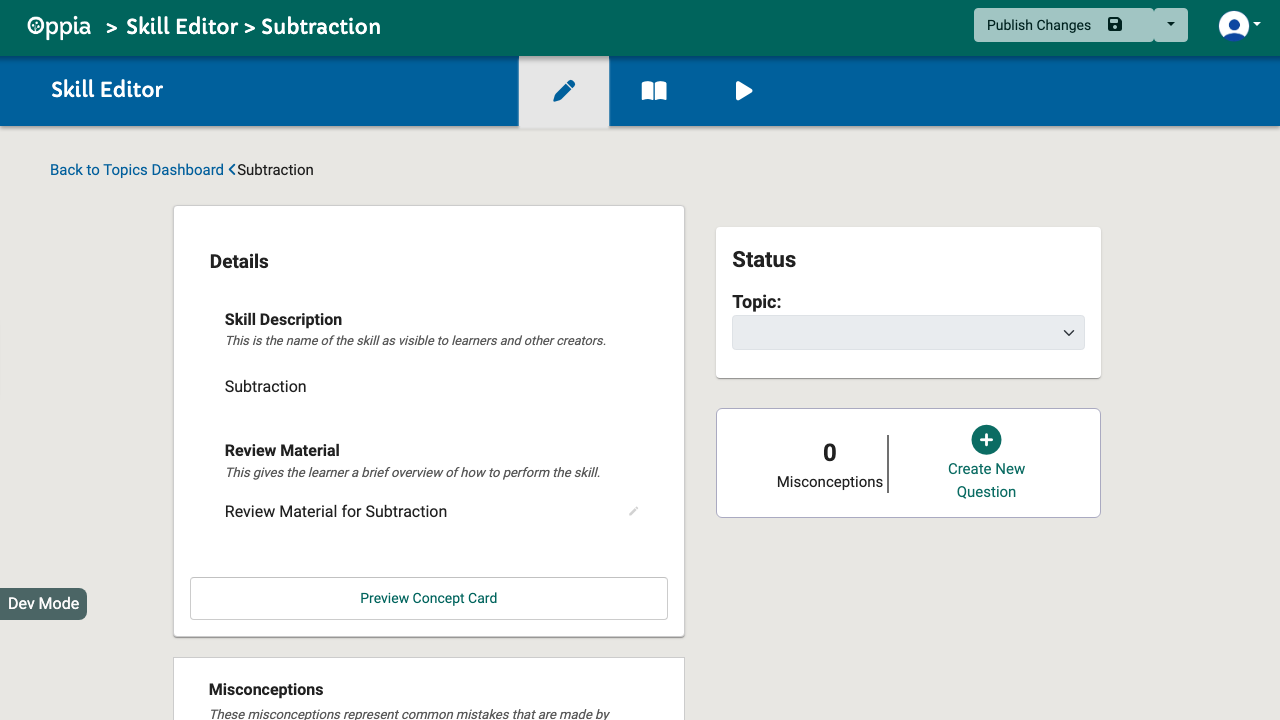 Oppia > Skill Editor > Subtraction
Publish Changes
Skill Editor
Back to Topics Dashboard Subtraction
Details
Skill Description
This is the name of the skill as visible to learners and other creators.
Subtraction
Review Material
This gives the learner a brief overview of how to perform the skill.
Review Material for Subtraction
Preview Concept Card
Misconceptions
These misconceptions represent common mistakes that are made by
Status
Topic:
0
Misconceptions
Create New
Question
Dev Mode